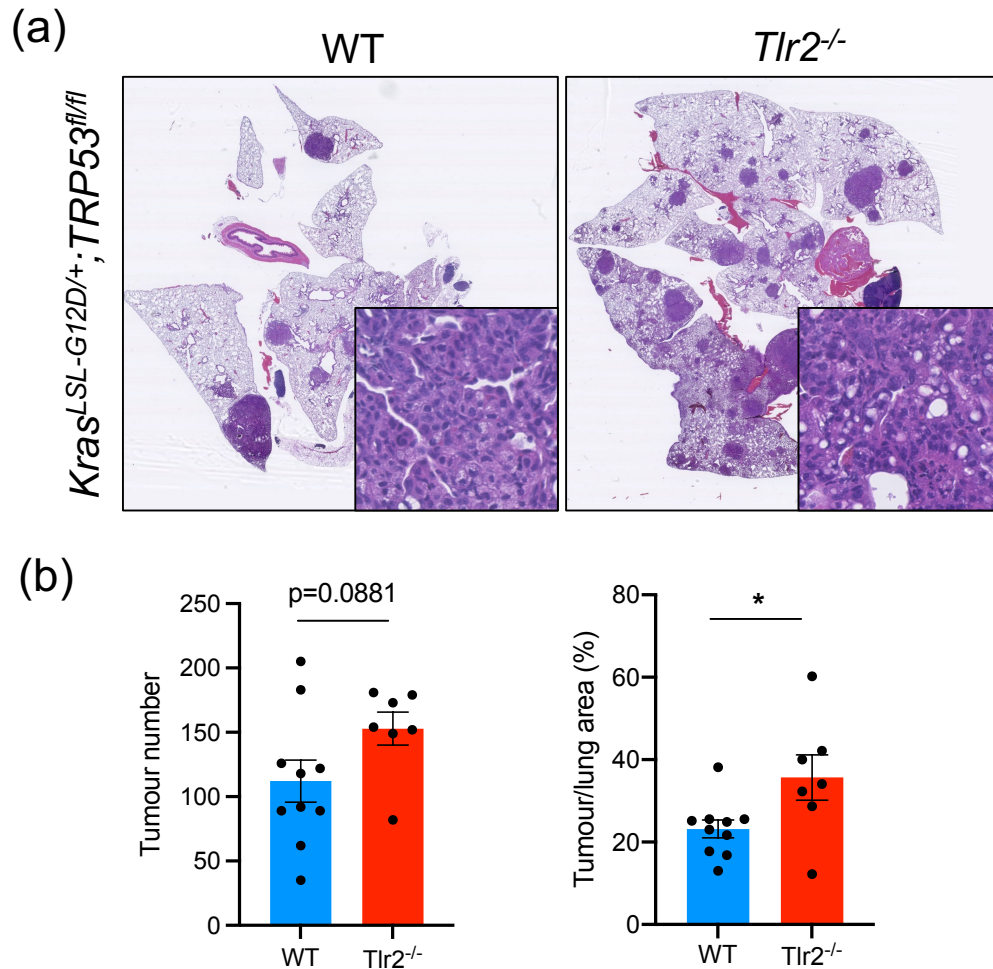 (a)
WT
Tlr2-/-
KrasLSL-G12D/+;TRP53fl/fl
(b)
p=0.0881
Tumour number
250
200
150
100
50
0
WT
Tlr2-/-
*
Tumour/lung area (%)
80
60
40
20
0
WT
Tlr2-/-